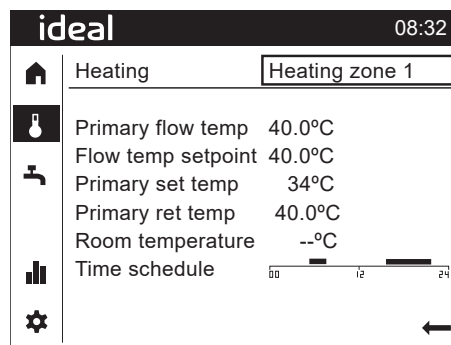 ideal 08:32
Heating Heating zone 1
Primary flow temp 40.0ºC
Flow temp setpoint 40.0ºC
Primary set temp 34ºC
Primary ret temp 40.0ºC
Room temperature --ºC
Time schedule
00 12 24